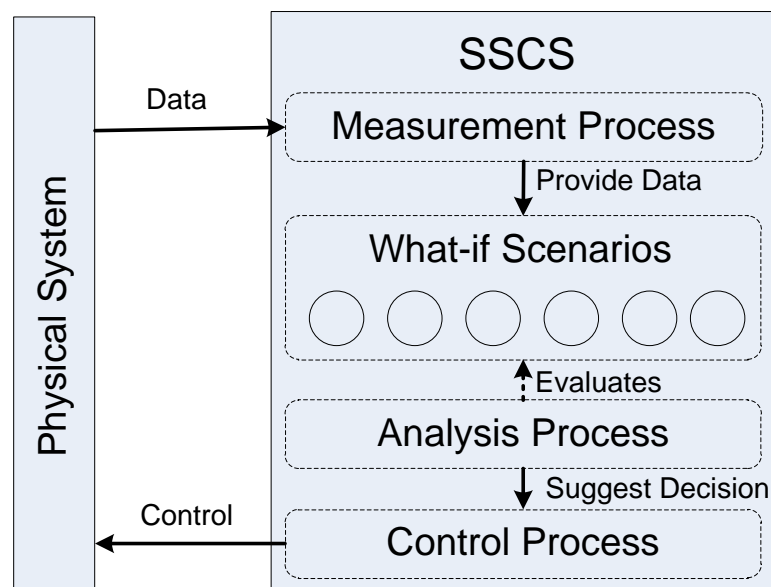 Physical System
Data
Control
SSCS
Measurement Process
Provide Data
What-if Scenarios
Evaluates
Analysis Process
Suggest Decision
Control Process